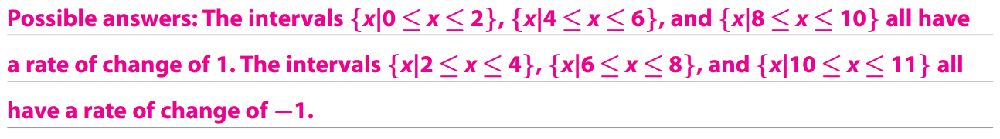 Possible answers: The intervals {x|0 ≤ x ≤ 2}, {x|4 ≤ x ≤ 6}, and {x|8 ≤ x ≤ 10} all have
a rate of change of 1. The intervals {x|2 ≤ x ≤ 4}, {x|6 ≤ x ≤ 8}, and {x|10 ≤ x ≤ 11} all
have a rate of change of −1.